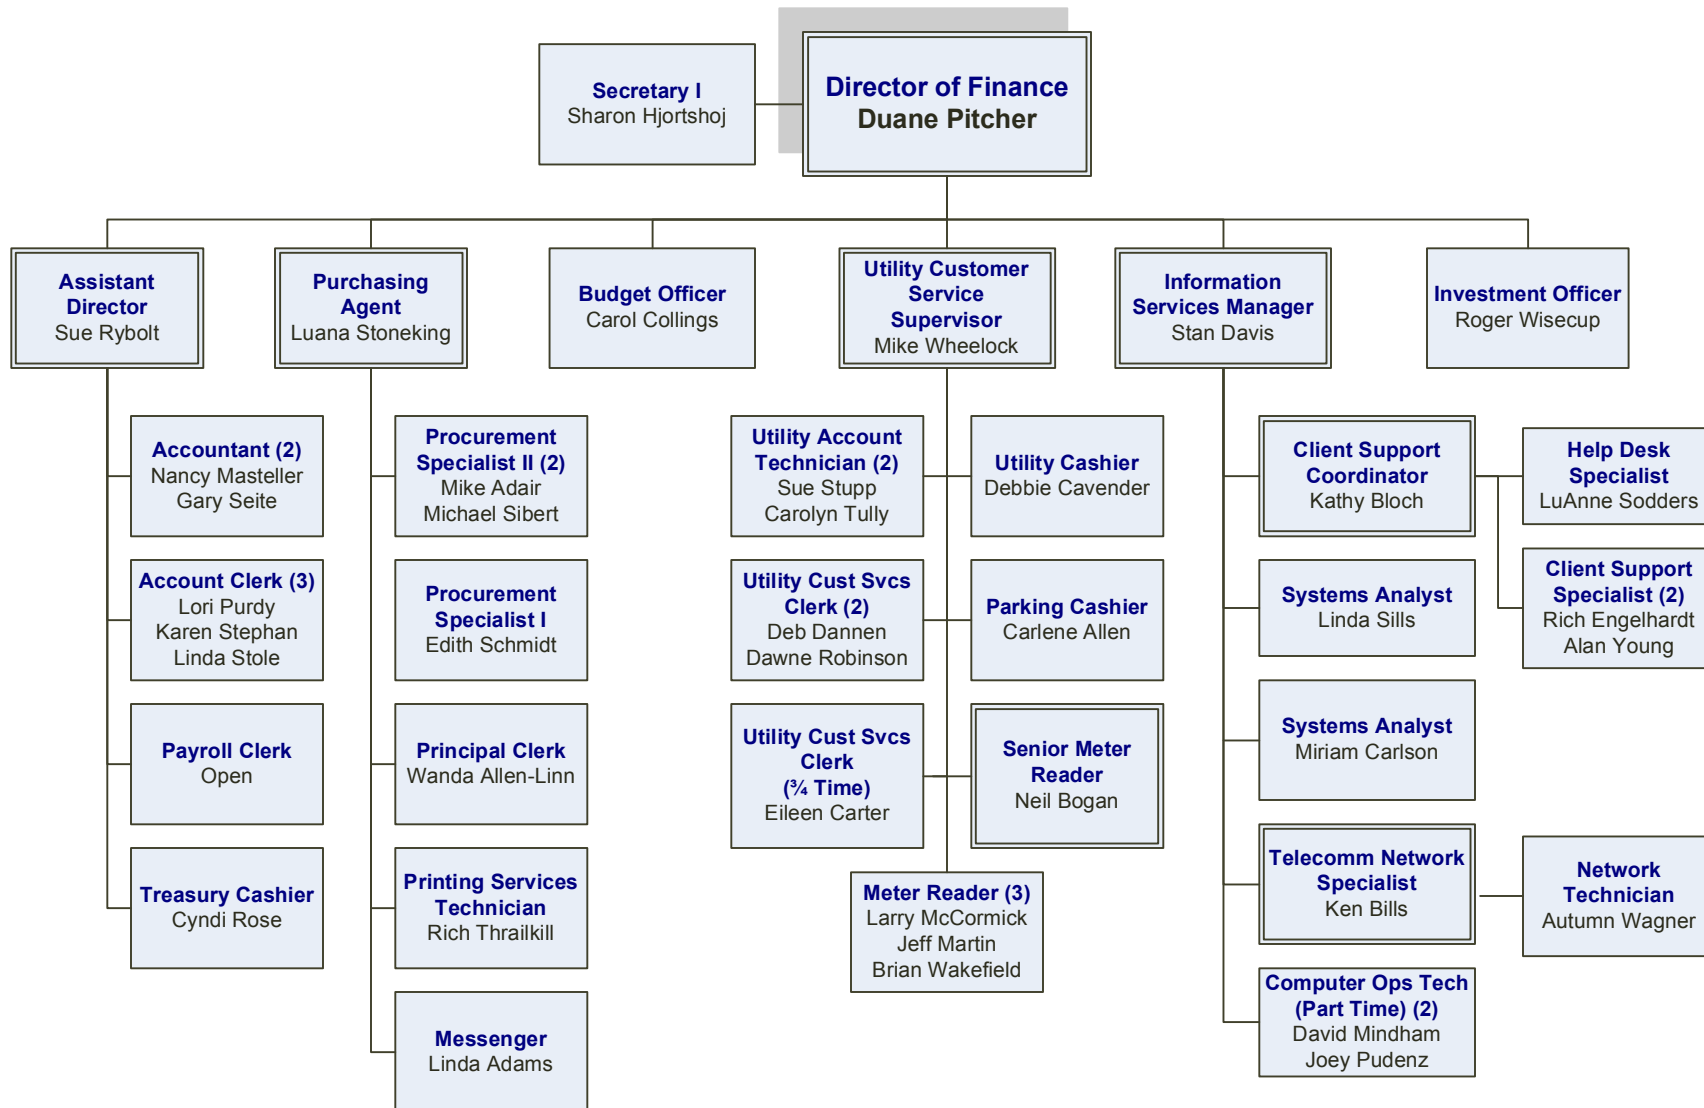 Secretary I
Sharon Hjortshoj
Director of Finance
Duane Pitcher
Assistant
Director
Sue Rybolt
Purchasing
Agent
Luana Stoneking
Budget Officer
Carol Collings
Utility Customer
Service
Supervisor
Mike Wheelock
Information
Services Manager
Stan Davis
Investment Officer
Roger Wisecup
Accountant (2)
Nancy Masteller
Gary Seite
Account Clerk (3)
Lori Purdy
Karen Stephan
Linda Stole
Payroll Clerk
Open
Treasury Cashier
Cyndi Rose
Procurement
Specialist II (2)
Mike Adair
Michael Sibert
Procurement
Specialist I
Edith Schmidt
Principal Clerk
Wanda Allen-Linn
Printing Services
Technician
Rich Thrailkill
Messenger
Linda Adams
Utility Account
Technician (2)
Sue Stupp
Carolyn Tully
Utility Cust Svcs
Clerk (2)
Deb Dannen
Dawne Robinson
Utility Cust Svcs
Clerk
(¾ Time)
Eileen Carter
Utility Cashier
Debbie Cavender
Parking Cashier
Carlene Allen
Senior Meter
Reader
Neil Bogan
Meter Reader (3)
Larry McCormick
Jeff Martin
Brian Wakefield
Client Support
Coordinator
Kathy Bloch
Systems Analyst
Linda Sills
Systems Analyst
Miriam Carlson
Telecomm Network
Specialist
Ken Bills
Computer Ops Tech
(Part Time) (2)
David Mindham
Joey Pudenz
Help Desk
Specialist
LuAnne Sodders
Client Support
Specialist (2)
Rich Engelhardt
Alan Young
Network
Technician
Autumn Wagner